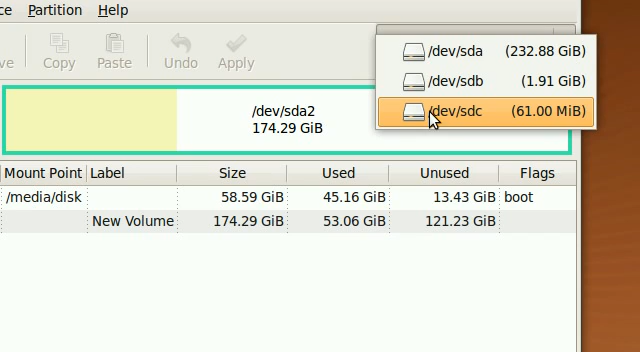 ce Partition Help
ve Copy Paste Undo Apply
/dev/sda (232.88 GiB)
/dev/sdb (1.91 GiB)
/dev/sdc (61.00 MiB)
/dev/sda2
174.29 GiB
Mount Point Label Size Used Unused Flags
/media/disk 58.59 GiB 45.16 GiB 13.43 GiB boot
New Volume 174.29 GiB 53.06 GiB 121.23 GiB